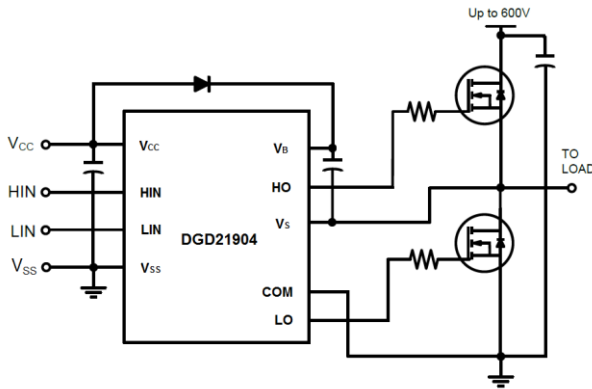 Up to 600V
VCC
VCC
VB
HIN
HIN
HO
TO
LOAD
LIN
LIN
VS
DGD21904
VSS
VSS
COM
LO